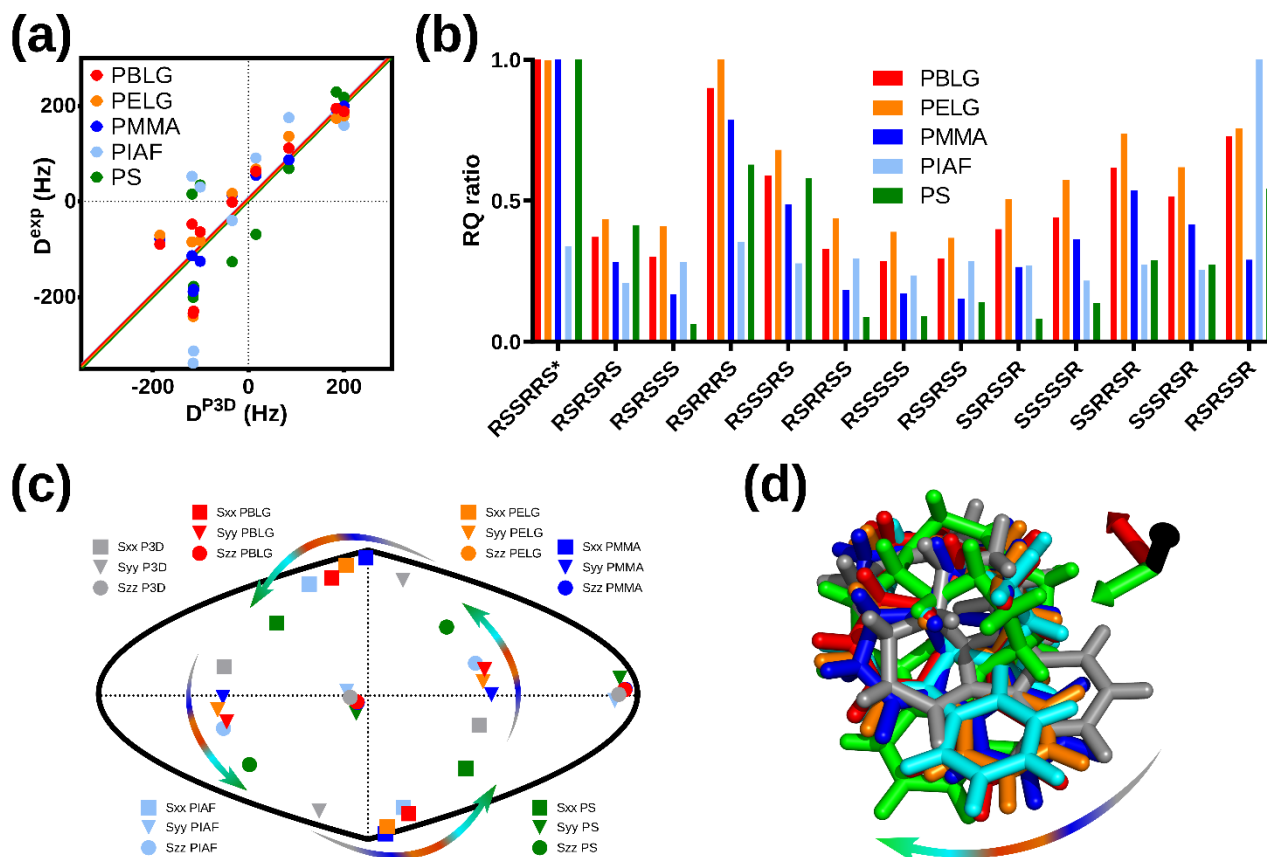 (a)
PBLG
PELG
PMMA
PIAF
PS
D^exp (Hz)
200
0
-200
-200
0
200
D^P3D (Hz)
(b)
RQ ratio
1.0
0.5
0.0
PBLG
PELG
PMMA
PIAF
PS
RSSRRS*
RSRSRS
RSRSSS
RSRRRS
RSSSRS
RSRRSS
RSSSSS
RSRRSS
SSRSSR
SSSSSR
SSRRSR
SSSRSR
RSRSSR
(c)
Sxx P3D
Syy P3D
Szz P3D
Sxx PBLG
Syy PBLG
Szz PBLG
Sxx PELG
Syy PELG
Szz PELG
Sxx PMMA
Syy PMMA
Szz PMMA
Sxx PIAF
Syy PIAF
Szz PIAF
Sxx PS
Syy PS
Szz PS
(d)